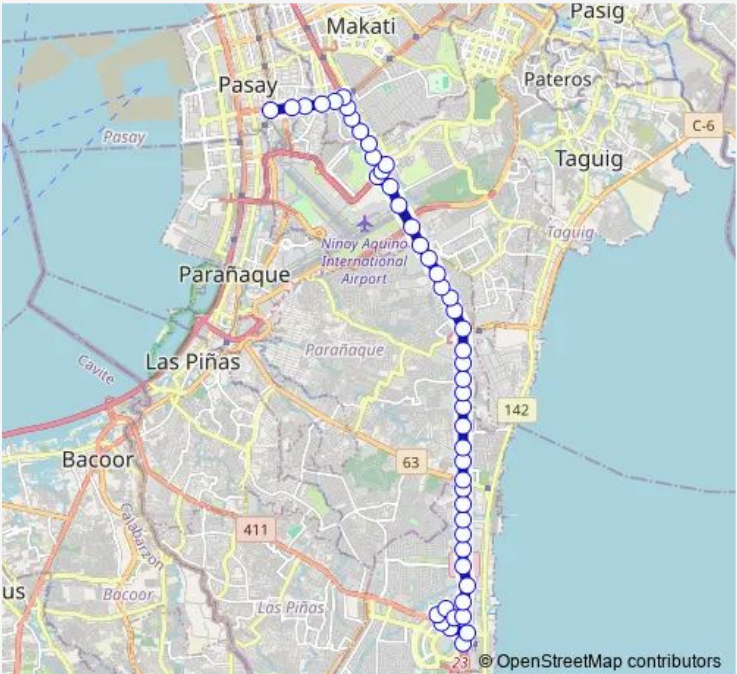 Pasig
Makati
Pasay
Pateros
C-6
Pasay
Taguig
Taguig
Ninoy Aquino
International
Airport
Parañaque
Parañaque
Las Piñas
Cavite
142
Bacoor
63
411
Calabarzon
us
Bacoor
Las Piñas
23
© OpenStreetMap contributors